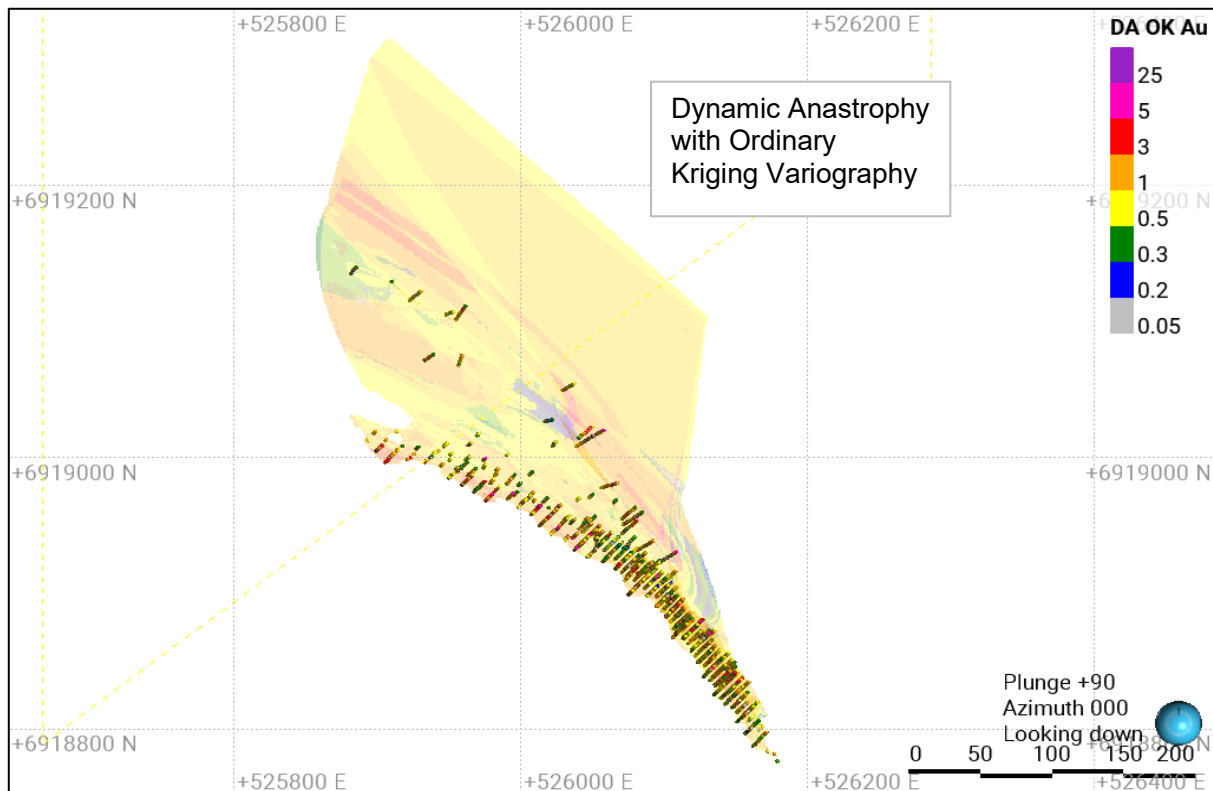 +525800 E
+526000 E
+526200 E
+526400 E
DA OK Au
25
5
3
1
0.5
0.3
0.2
0.05
Dynamic Anastrophy
with Ordinary
Kriging Variography
+6919200 N
+6919200 N
+6919000 N
+6919000 N
Plunge +90
Azimuth 000
Looking down
+6918800 N
+6918800 N
0 50 100 150 200
+525800 E
+526000 E
+526200 E
+526400 E